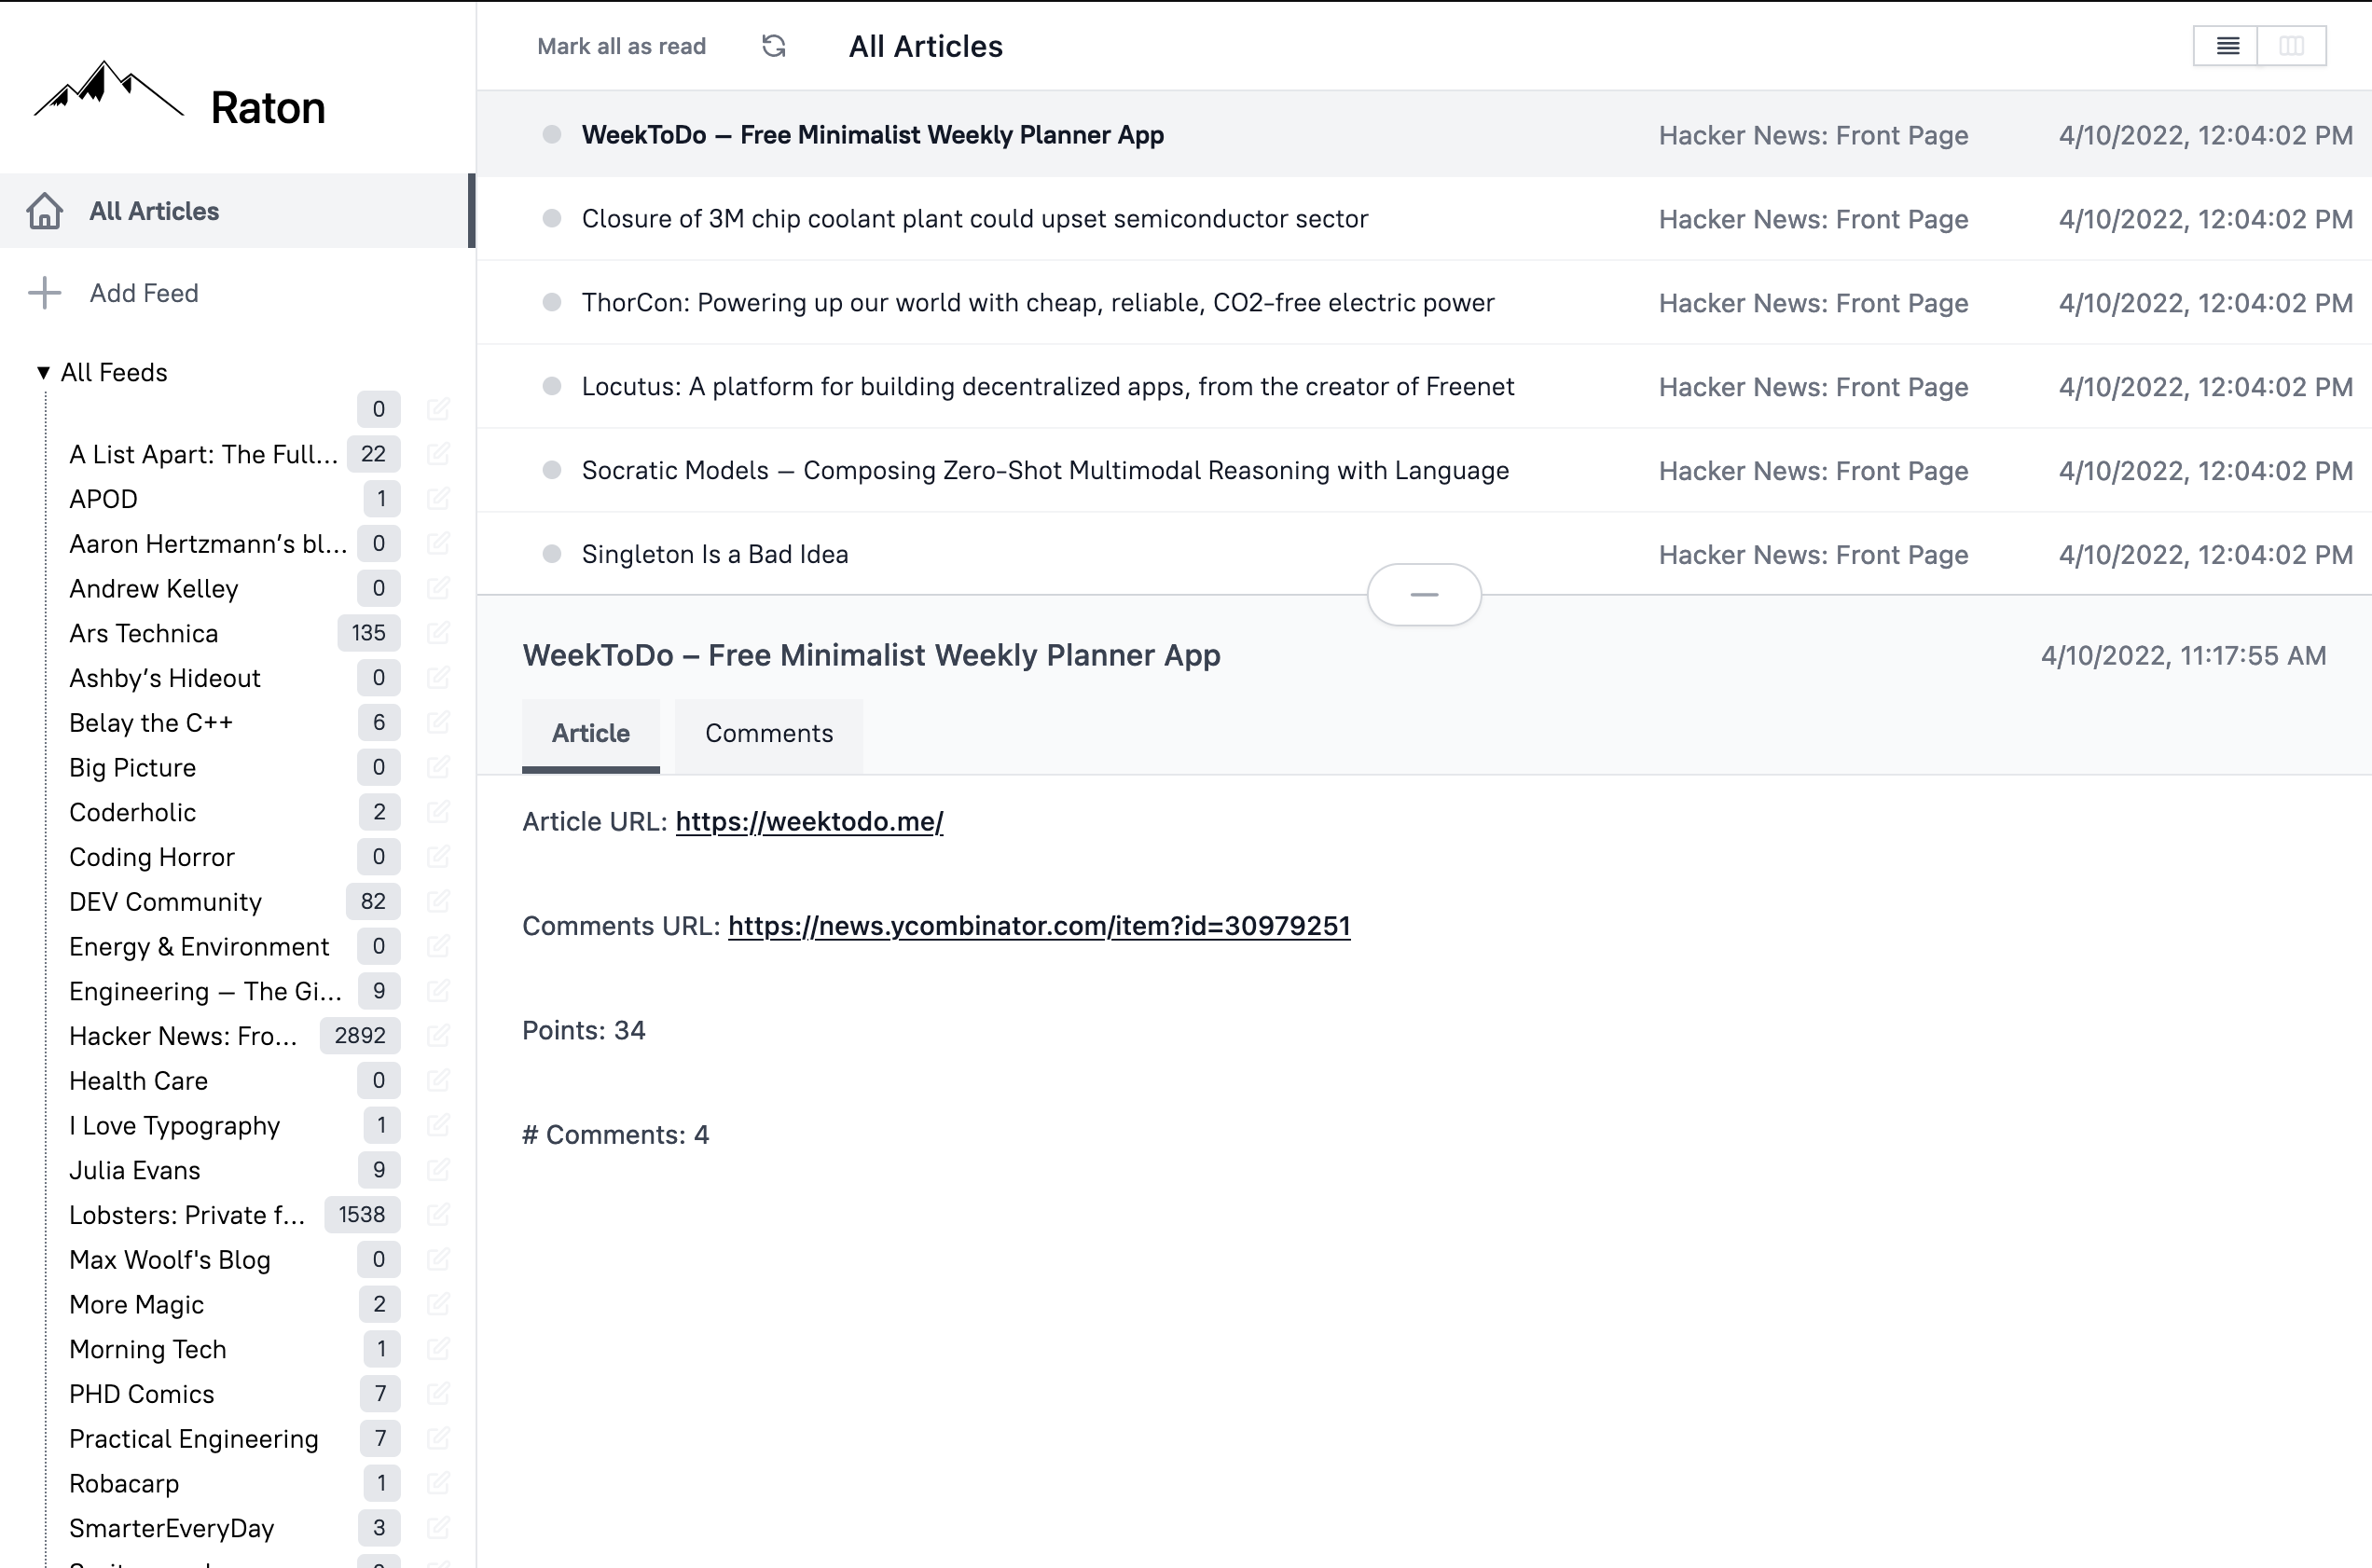 Raton
All Articles
Add Feed
▼ All Feeds
0
A List Apart: The Full... 22
APOD 1
Aaron Hertzmann’s bl... 0
Andrew Kelley 0
Ars Technica 135
Ashby’s Hideout 0
Belay the C++ 6
Big Picture 0
Coderholic 2
Coding Horror 0
DEV Community 82
Energy & Environment 0
Engineering – The Gi... 9
Hacker News: Fro... 2892
Health Care 0
I Love Typography 1
Julia Evans 9
Lobsters: Private f... 1538
Max Woolf's Blog 0
More Magic 2
Morning Tech 1
PHD Comics 7
Practical Engineering 7
Robacarp 1
SmarterEveryDay 3
Mark all as read All Articles
WeekToDo – Free Minimalist Weekly Planner App Hacker News: Front Page 4/10/2022, 12:04:02 PM
Closure of 3M chip coolant plant could upset semiconductor sector Hacker News: Front Page 4/10/2022, 12:04:02 PM
ThorCon: Powering up our world with cheap, reliable, CO2-free electric power Hacker News: Front Page 4/10/2022, 12:04:02 PM
Locutus: A platform for building decentralized apps, from the creator of Freenet Hacker News: Front Page 4/10/2022, 12:04:02 PM
Socratic Models – Composing Zero-Shot Multimodal Reasoning with Language Hacker News: Front Page 4/10/2022, 12:04:02 PM
Singleton Is a Bad Idea Hacker News: Front Page 4/10/2022, 12:04:02 PM
WeekToDo – Free Minimalist Weekly Planner App 4/10/2022, 11:17:55 AM
Article Comments
Article URL: https://weektodo.me/
Comments URL: https://news.ycombinator.com/item?id=30979251
Points: 34
# Comments: 4